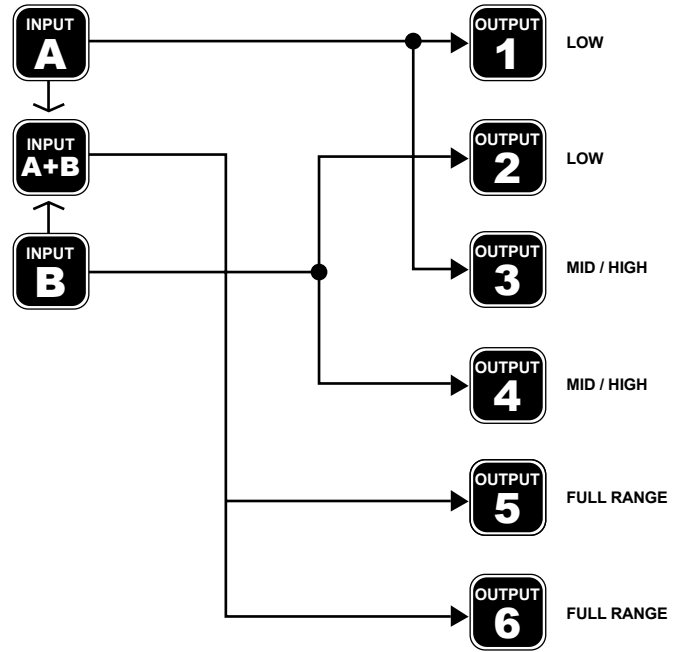 INPUT
A
OUTPUT
1
LOW
INPUT
A+B
OUTPUT
2
LOW
INPUT
B
OUTPUT
3
MID / HIGH
OUTPUT
4
MID / HIGH
OUTPUT
5
FULL RANGE
OUTPUT
6
FULL RANGE